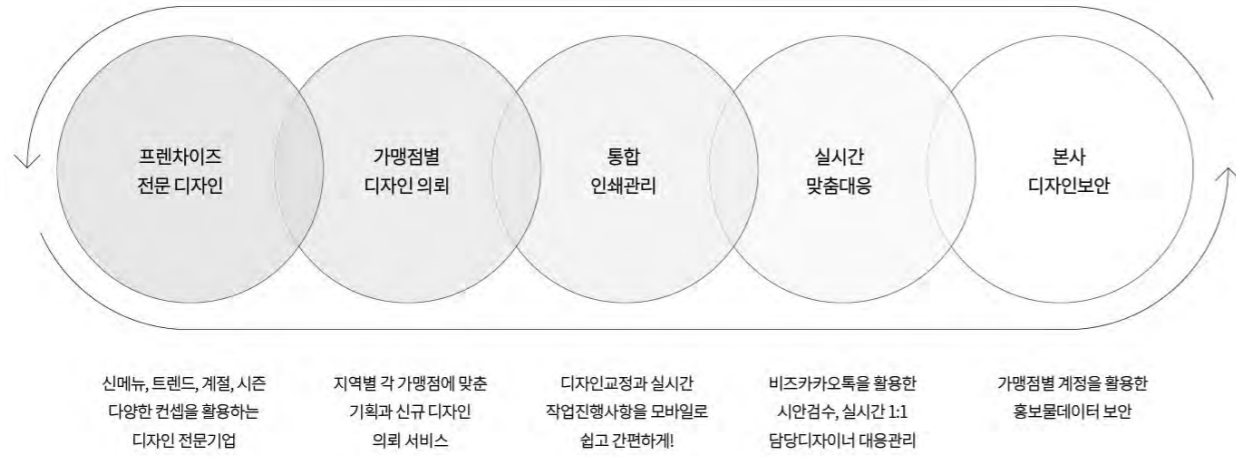 프렌차이즈
전문 디자인
가맹점별
디자인 의뢰
통합
인쇄관리
실시간
맞춤대응
본사
디자인보안
신메뉴, 트렌드, 계절, 시즌
다양한 컨셉을 활용하는
디자인 전문기업
지역별 각 가맹점에 맞춘
기획과 신규 디자인
의뢰 서비스
디자인교정과 실시간
작업진행사항을 모바일로
쉽고 간편하게!
비즈카카오톡을 활용한
시안검수, 실시간 1:1
담당디자이너 대응관리
가맹점별 계정을 활용한
홍보물데이터 보안